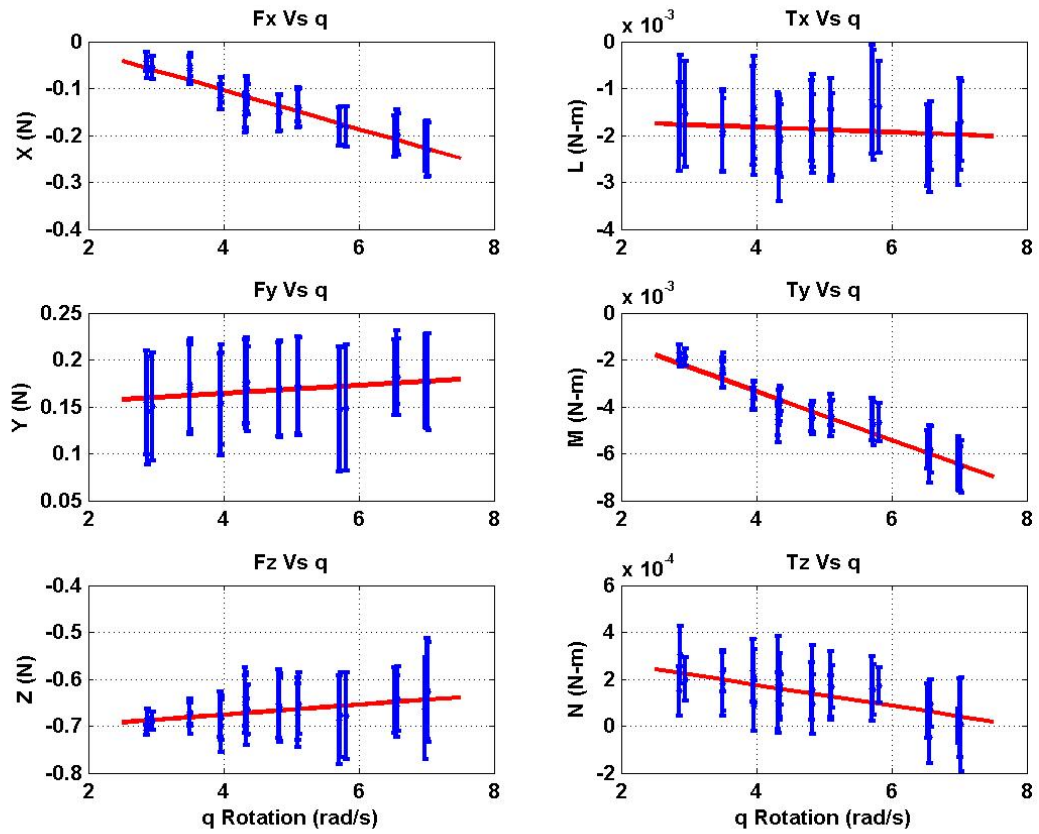 Fx Vs q
X (N)
0
-0.1
-0.2
-0.3
-0.4
2 4 6 8
Tx Vs q
x 10^-3
L (N-m)
0
-1
-2
-3
-4
2 4 6 8
Fy Vs q
Y (N)
0.25
0.2
0.15
0.1
0.05
2 4 6 8
Ty Vs q
x 10^-3
M (N-m)
0
-2
-4
-6
-8
2 4 6 8
Fz Vs q
Z (N)
-0.4
-0.5
-0.6
-0.7
-0.8
2 4 6 8
q Rotation (rad/s)
Tz Vs q
x 10^-4
N (N-m)
6
4
2
0
-2
2 4 6 8
q Rotation (rad/s)